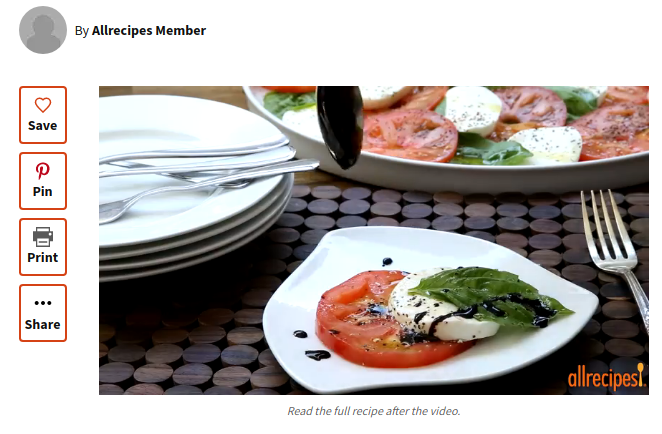 By Allrecipes Member
Save
Pin
Print
Share
allrecipes!
Read the full recipe after the video.